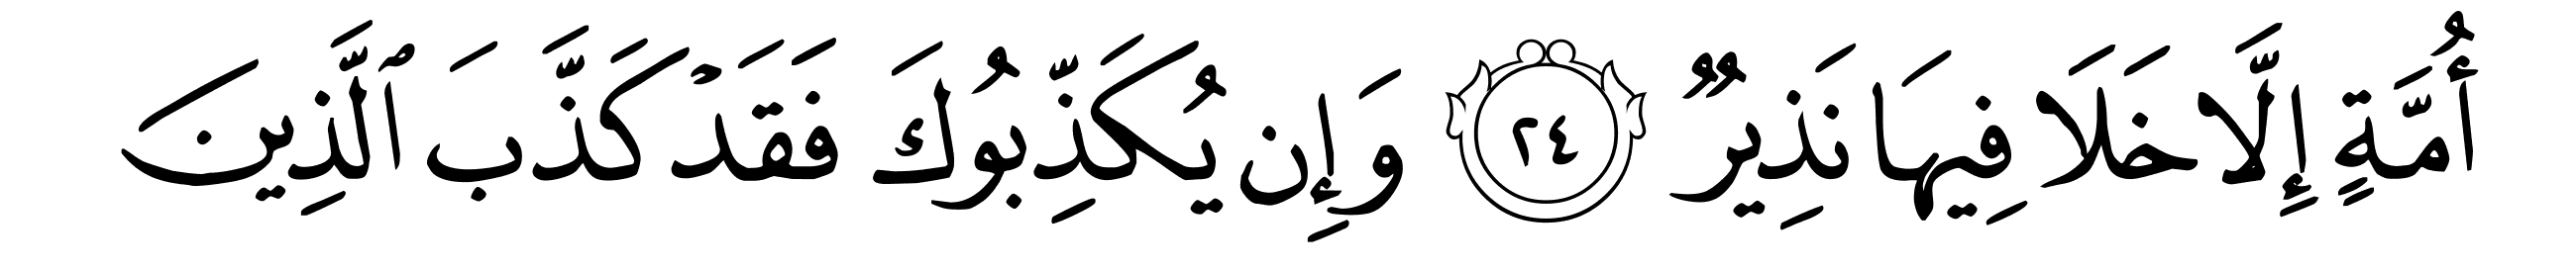 أُمَّةٍ إِلَّا خَلَا فِيهَا نَذِيرٌ ٢٤ وَإِن يُكَذِّبُوكَ فَقَدْ كَذَّبَ ٱلَّذِينَ